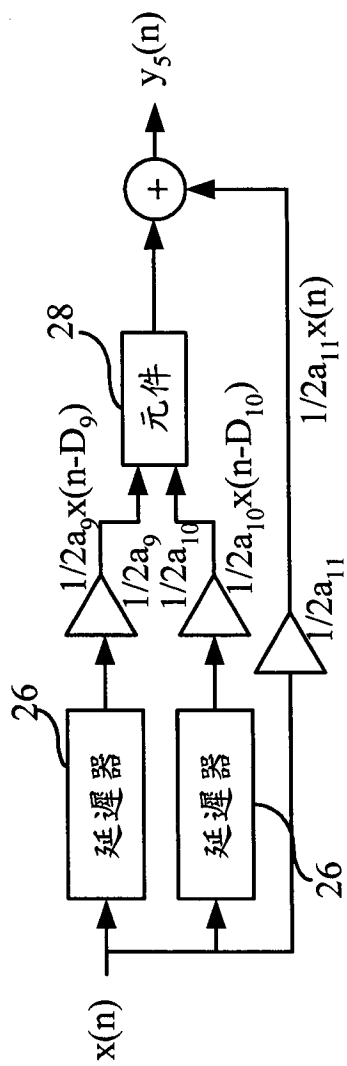 x(n)
26
延遲器
延遲器
26
1/2a₉x(n-D₉)
1/2a₉
1/2a₁₀
1/2a₁₀x(n-D₁₀)
28
元件
+
y₅(n)
1/2a₁₁
1/2a₁₁x(n)